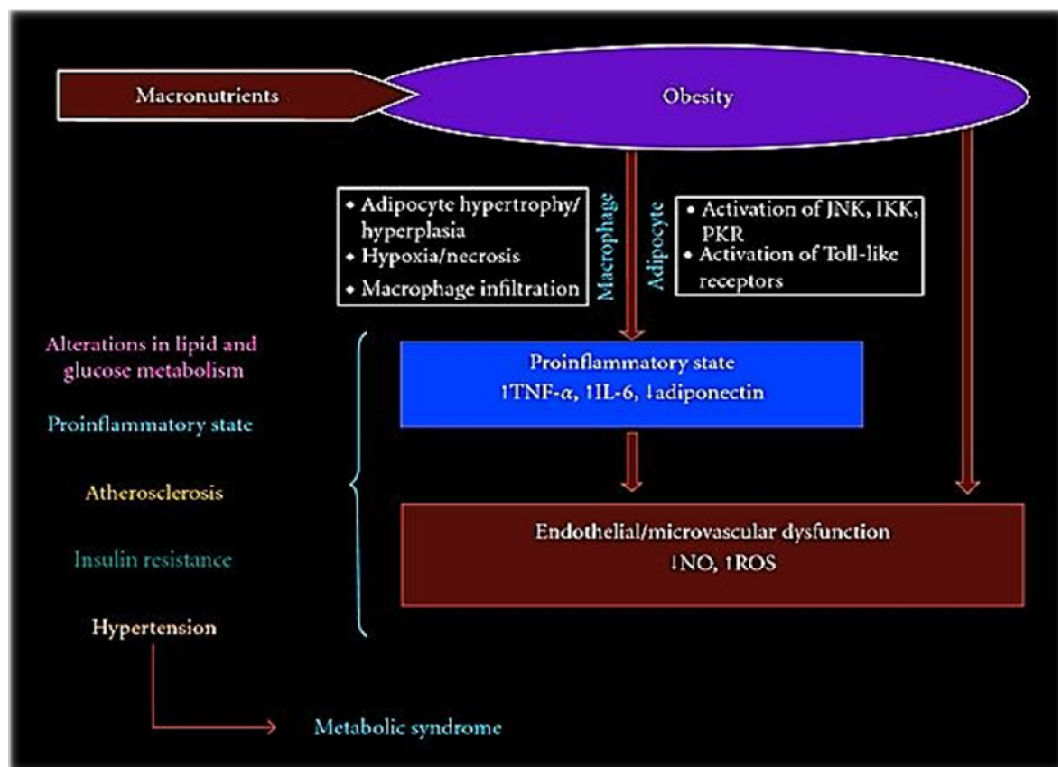 Macronutrients
Obesity
◆ Adipocyte hypertrophy/
hyperplasia
◆ Hypoxia/necrosis
◆ Macrophage infiltration
Macrophage
Adipocyte
• Activation of JNK, IKK,
PKR
• Activation of Toll-like
receptors
Proinflammatory state
↑TNF-α, ↑IL-6, ↓adiponectin
Endothelial/microvascular dysfunction
↓NO, ↑ROS
Alterations in lipid and
glucose metabolism
Proinflammatory state
Atherosclerosis
Insulin resistance
Hypertension
Metabolic syndrome